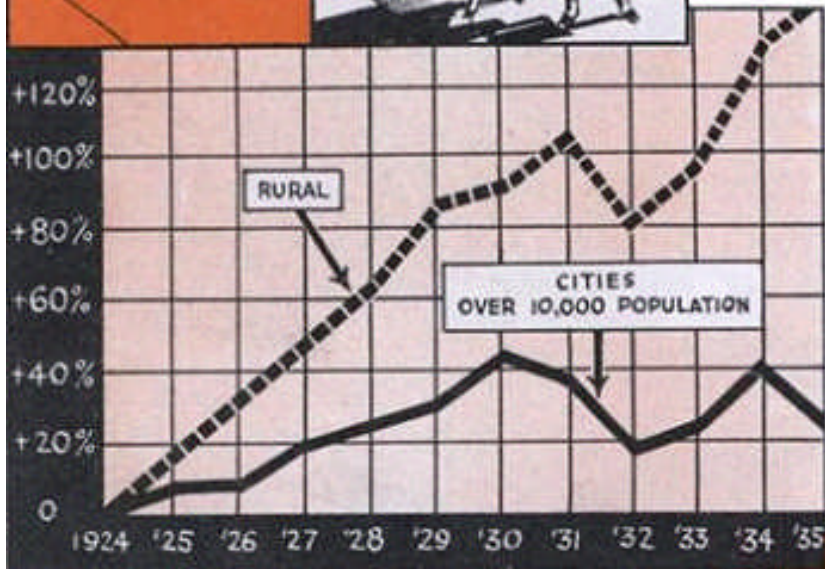 +120%
+100%
+80%
+60%
+40%
+20%
0
RURAL
CITIES
OVER 10,000 POPULATION
1924 '25 '26 '27 '28 '29 '30 '31 '32 '33 '34 '35